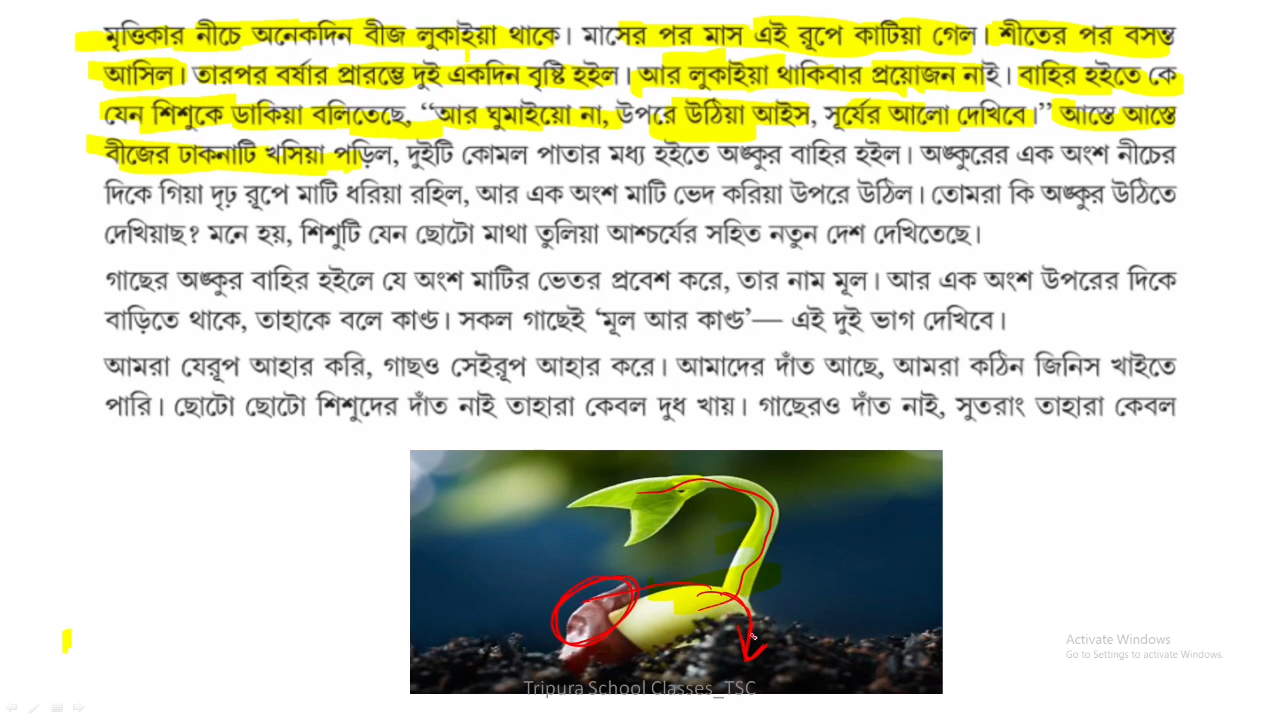 মৃত্তিকার নীচে অনেকদিন বীজ লুকাইয়া থাকে। মাসের পর মাস এই রূপে কাটিয়া গেল। শীতের পর বসন্ত
আসিল। তারপর বর্ষার প্রারম্ভে দুই একদিন বৃষ্টি হইল। আর লুকাইয়া থাকিবার প্রয়োজন নাই। বাহির হইতে কে
যেন শিশুকে ডাকিয়া বলিতেছে, “আর ঘুমাইয়ো না, উপরে উঠিয়া আইস, সূর্যের আলো দেখিবে।” আস্তে আস্তে
বীজের ঢাকনাটি খসিয়া পড়িল, দুইটি কোমল পাতার মধ্য হইতে অঙ্কুর বাহির হইল। অঙ্কুরের এক অংশ নীচের
দিকে গিয়া দৃঢ় রূপে মাটি ধরিয়া রহিল, আর এক অংশ মাটি ভেদ করিয়া উপরে উঠিল। তোমরা কি অঙ্কুর উঠিতে
দেখিয়াছ? মনে হয়, শিশুটি যেন ছোটো মাথা তুলিয়া আশ্চর্যের সহিত নতুন দেশ দেখিতেছে।
গাছের অঙ্কুর বাহির হইলে যে অংশ মাটির ভেতর প্রবেশ করে, তার নাম মূল। আর এক অংশ উপরের দিকে
বাড়িতে থাকে, তাহাকে বলে কাণ্ড। সকল গাছেই ‘মূল আর কাণ্ড’— এই দুই ভাগ দেখিবে।
আমরা যেরূপ আহার করি, গাছও সেইরূপ আহার করে। আমাদের দাঁত আছে, আমরা কঠিন জিনিস খাইতে
পারি। ছোটো ছোটো শিশুদের দাঁত নাই তাহারা কেবল দুধ খায়। গাছেরও দাঁত নাই, সুতরাং তাহারা কেবল
Activate Windows
Go to Settings to activate Windows.
Tripura School Classes_TSC